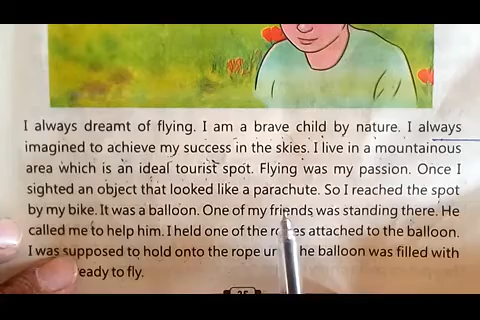 I always dreamt of flying. I am a brave child by nature. I always
imagined to achieve my success in the skies. I live in a mountainous
area which is an ideal tourist spot. Flying was my passion. Once I
sighted an object that looked like a parachute. So I reached the spot
by my bike. It was a balloon. One of my friends was standing there. He
called me to help him. I held one of the ropes attached to the balloon.
I was supposed to hold onto the rope he balloon was filled with
eady to fly.